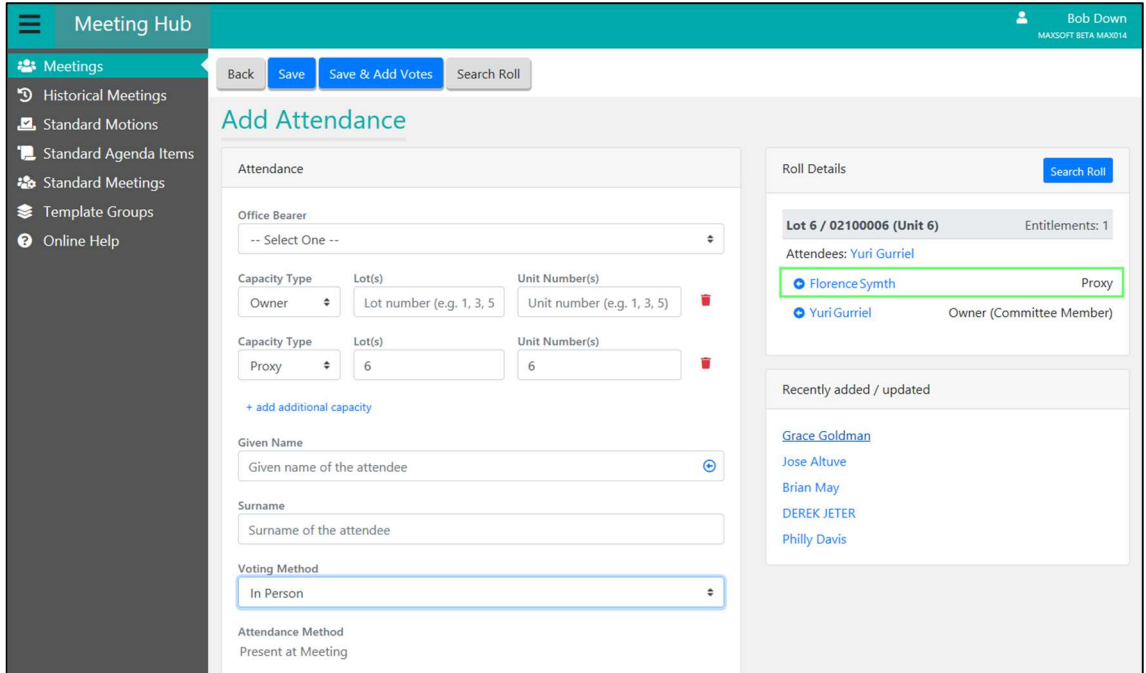 Meeting Hub
Bob Down
MAXSOFT BETA MAX014
Meetings
Historical Meetings
Standard Motions
Standard Agenda Items
Standard Meetings
Template Groups
Online Help
Back Save Save & Add Votes Search Roll
Add Attendance
Attendance
Office Bearer
-- Select One --
Capacity Type Lot(s) Unit Number(s)
Owner Lot number (e.g. 1, 3, 5 Unit number (e.g. 1, 3, 5)
Capacity Type Lot(s) Unit Number(s)
Proxy 6 6
+ add additional capacity
Given Name
Given name of the attendee
Surname
Surname of the attendee
Voting Method
In Person
Attendance Method
Present at Meeting
Roll Details Search Roll
Lot 6 / 02100006 (Unit 6) Entitlements: 1
Attendees: Yuri Gurriel
Florence Symth Proxy
Yuri Gurriel Owner (Committee Member)
Recently added / updated
Grace Goldman
Jose Altuve
Brian May
DEREK JETER
Philly Davis